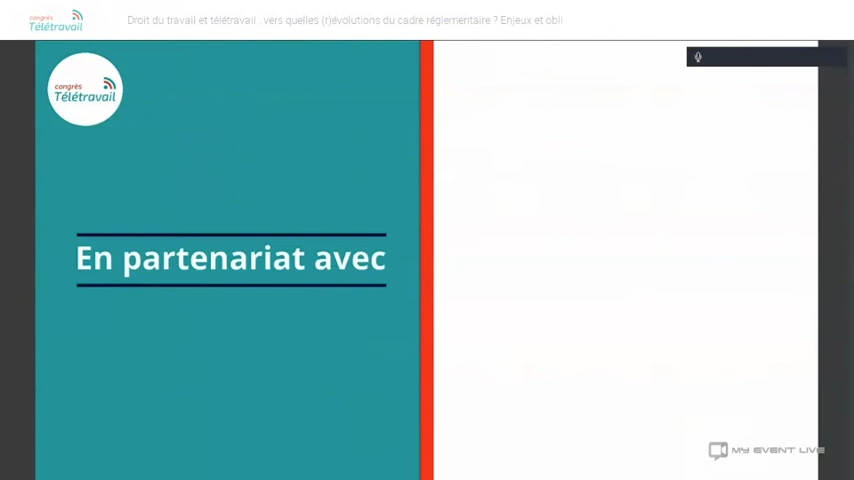 congrès
Télétravail
Droit du travail et télétravail : vers quelles (r)évolutions du cadre réglementaire ? Enjeux et obli
congrès
Télétravail
En partenariat avec
MY EVENT LIVE